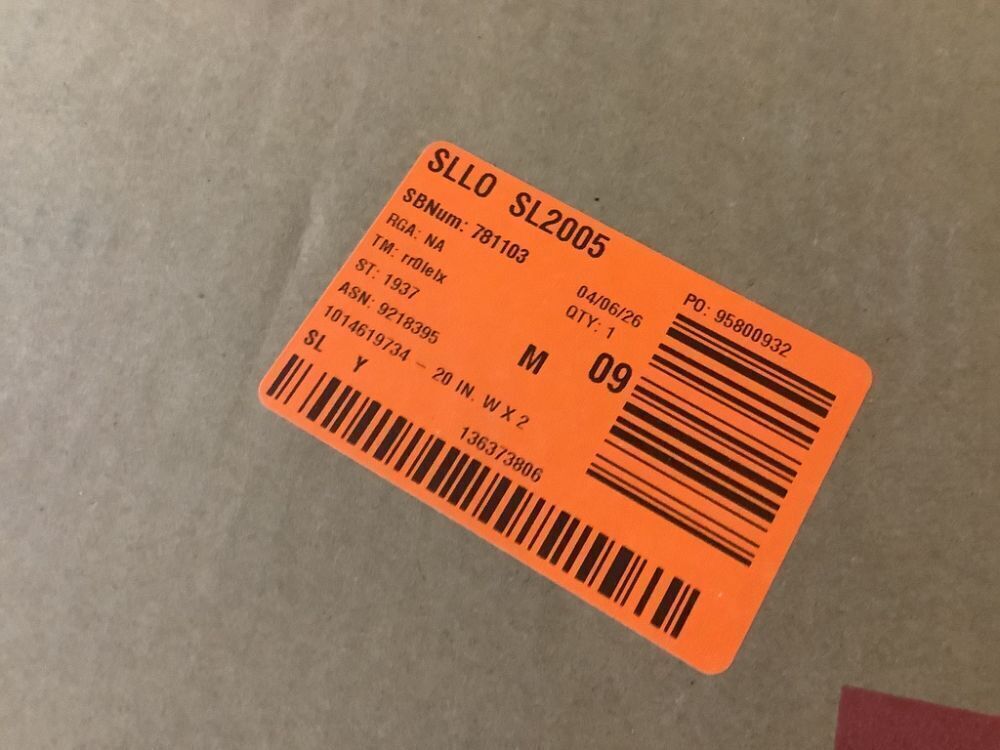 SLLO SL2005
SBNum: 781103
RGA: NA
TM: rr0lelx
ST: 1937
ASN: 9218395
1014619734 - 20 IN. W X 2
SL Y
04/06/26
QTY: 1
M 09
PO: 95800932
136373806